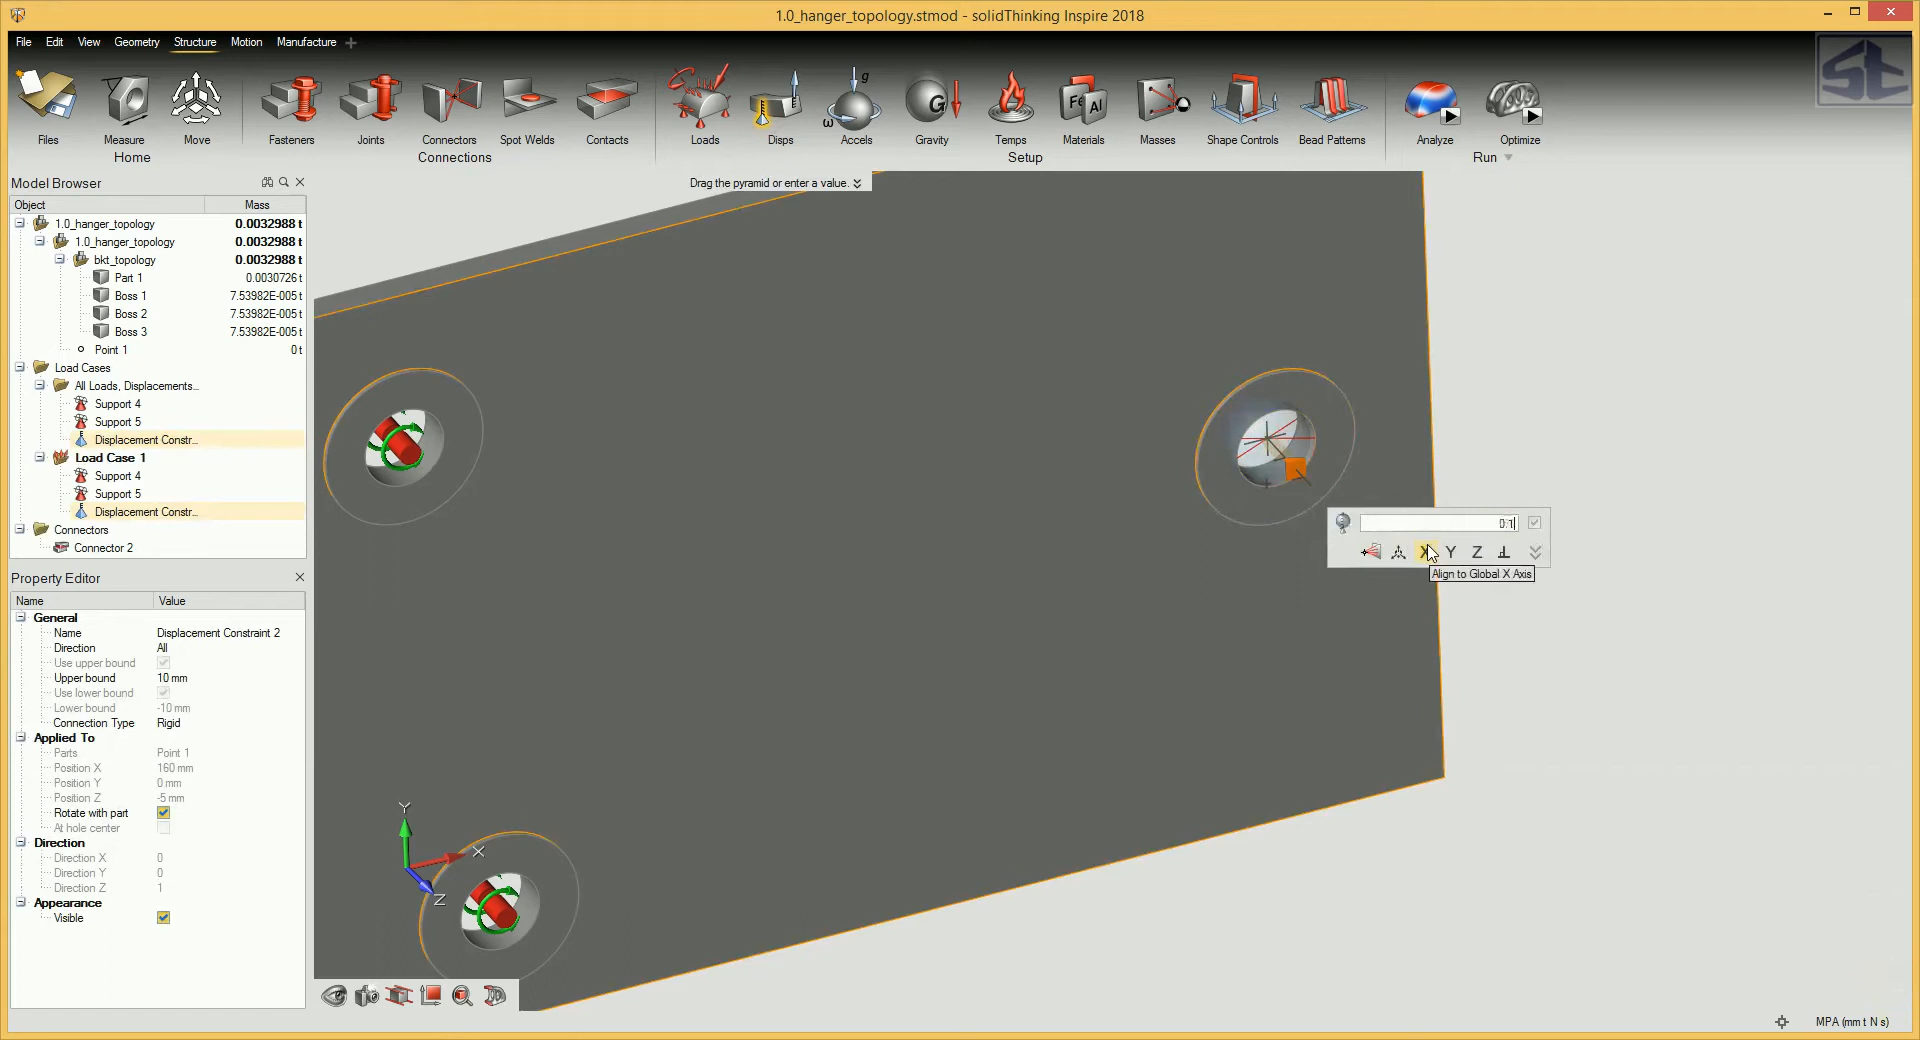 1.0_hanger_topology.stmod - solidThinking Inspire 2018
File Edit View Geometry Structure Motion Manufacture
ST
Files Measure Move Fasteners Joints Connectors Spot Welds Contacts Loads Disps Accels Gravity Temps Materials Masses Shape Controls Bead Patterns Analyze Optimize
Home Connections Setup Run
g
ω
G
Fe Al
Drag the pyramid or enter a value.
Model Browser
Object Mass
1.0_hanger_topology 0.0032988 t
1.0_hanger_topology 0.0032988 t
bkt_topology 0.0032988 t
Part 1 0.0030726 t
Boss 1 7.53982E-005 t
Boss 2 7.53982E-005 t
Boss 3 7.53982E-005 t
Point 1 0 t
Load Cases
All Loads, Displacements...
Support 4
Support 5
Displacement Constr...
Load Case 1
Support 4
Support 5
Displacement Constr...
Connectors
Connector 2
Property Editor
Name Value
General
Name Displacement Constraint 2
Direction All
Use upper bound
Upper bound 10 mm
Use lower bound
Lower bound -10 mm
Connection Type Rigid
Applied To
Parts Point 1
Position X 160 mm
Position Y 0 mm
Position Z -5 mm
Rotate with part
At hole center
Direction
Direction X 0
Direction Y 0
Direction Z 1
Appearance
Visible
0.1
X Y Z
Align to Global X Axis
Y
X
Z
MPA (mm t N s)